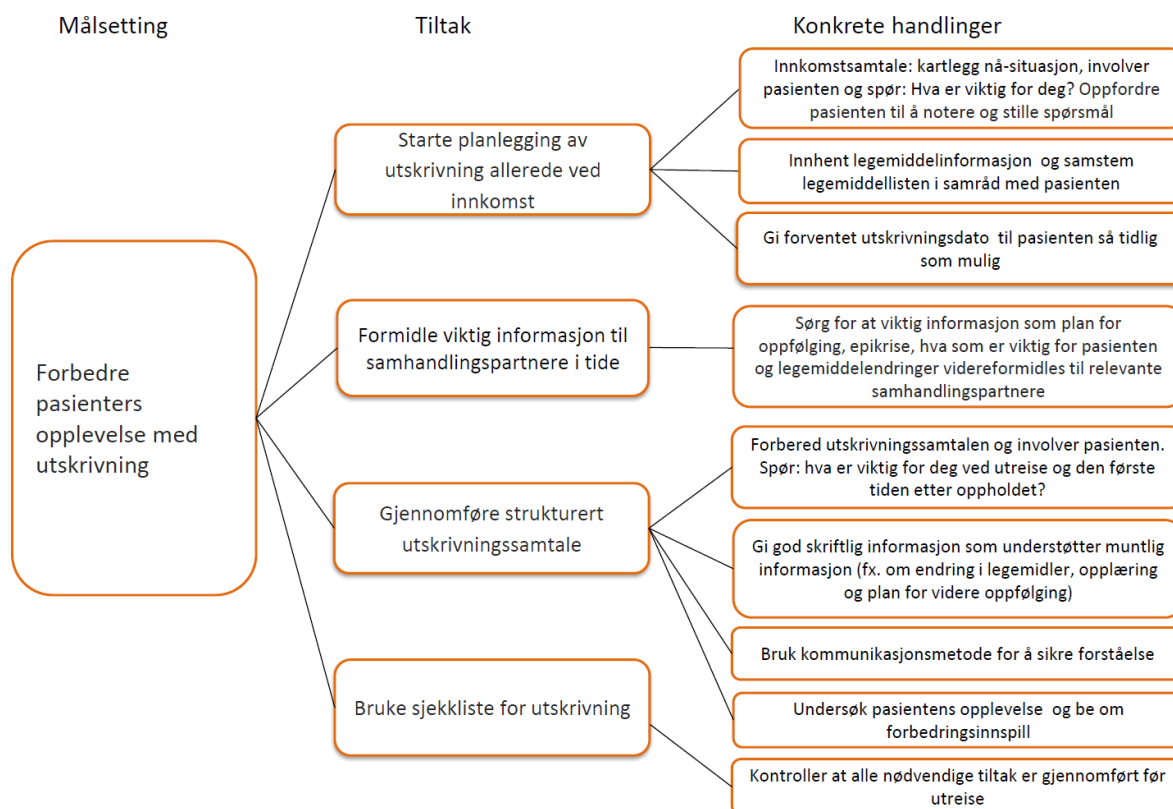 Målsetting
Tiltak
Konkrete handlinger
Forbedre
pasienters
opplevelse med
utskrivning
Starte planlegging av
utskrivning allerede ved
innkomst
Innkomstsamtale: kartlegg nå-situasjon, involver
pasienten og spør: Hva er viktig for deg? Oppfordre
pasienten til å notere og stille spørsmål
Innhent legemiddelinformasjon og samstem
legemiddellisten i samråd med pasienten
Gi forventet utskrivningsdato til pasienten så tidlig
som mulig
Formidle viktig informasjon til
samhandlingspartnere i tide
Sørg for at viktig informasjon som plan for
oppfølging, epikrise, hva som er viktig for pasienten
og legemiddelendringer videreformidles til relevante
samhandlingspartnere
Gjennomføre strukturert
utskrivningssamtale
Forbered utskrivningssamtalen og involver pasienten.
Spør: hva er viktig for deg ved utreise og den første
tiden etter oppholdet?
Gi god skriftlig informasjon som understøtter muntlig
informasjon (fx. om endring i legemidler, opplæring
og plan for videre oppfølging)
Bruk kommunikasjonsmetode for å sikre forståelse
Undersøk pasientens opplevelse og be om
forbedringsinnspill
Bruke sjekkliste for utskrivning
Kontroller at alle nødvendige tiltak er gjennomført før
utreise